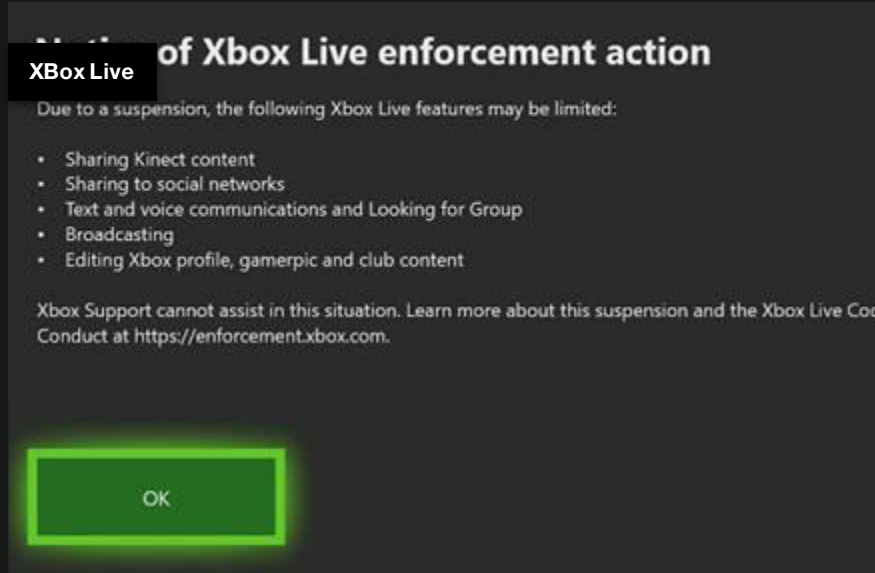 of Xbox Live enforcement action
XBox Live
Due to a suspension, the following Xbox Live features may be limited:
• Sharing Kinect content
• Sharing to social networks
• Text and voice communications and Looking for Group
• Broadcasting
• Editing Xbox profile, gamerpic and club content
Xbox Support cannot assist in this situation. Learn more about this suspension and the Xbox Live
Conduct at https://enforcement.xbox.com.
OK